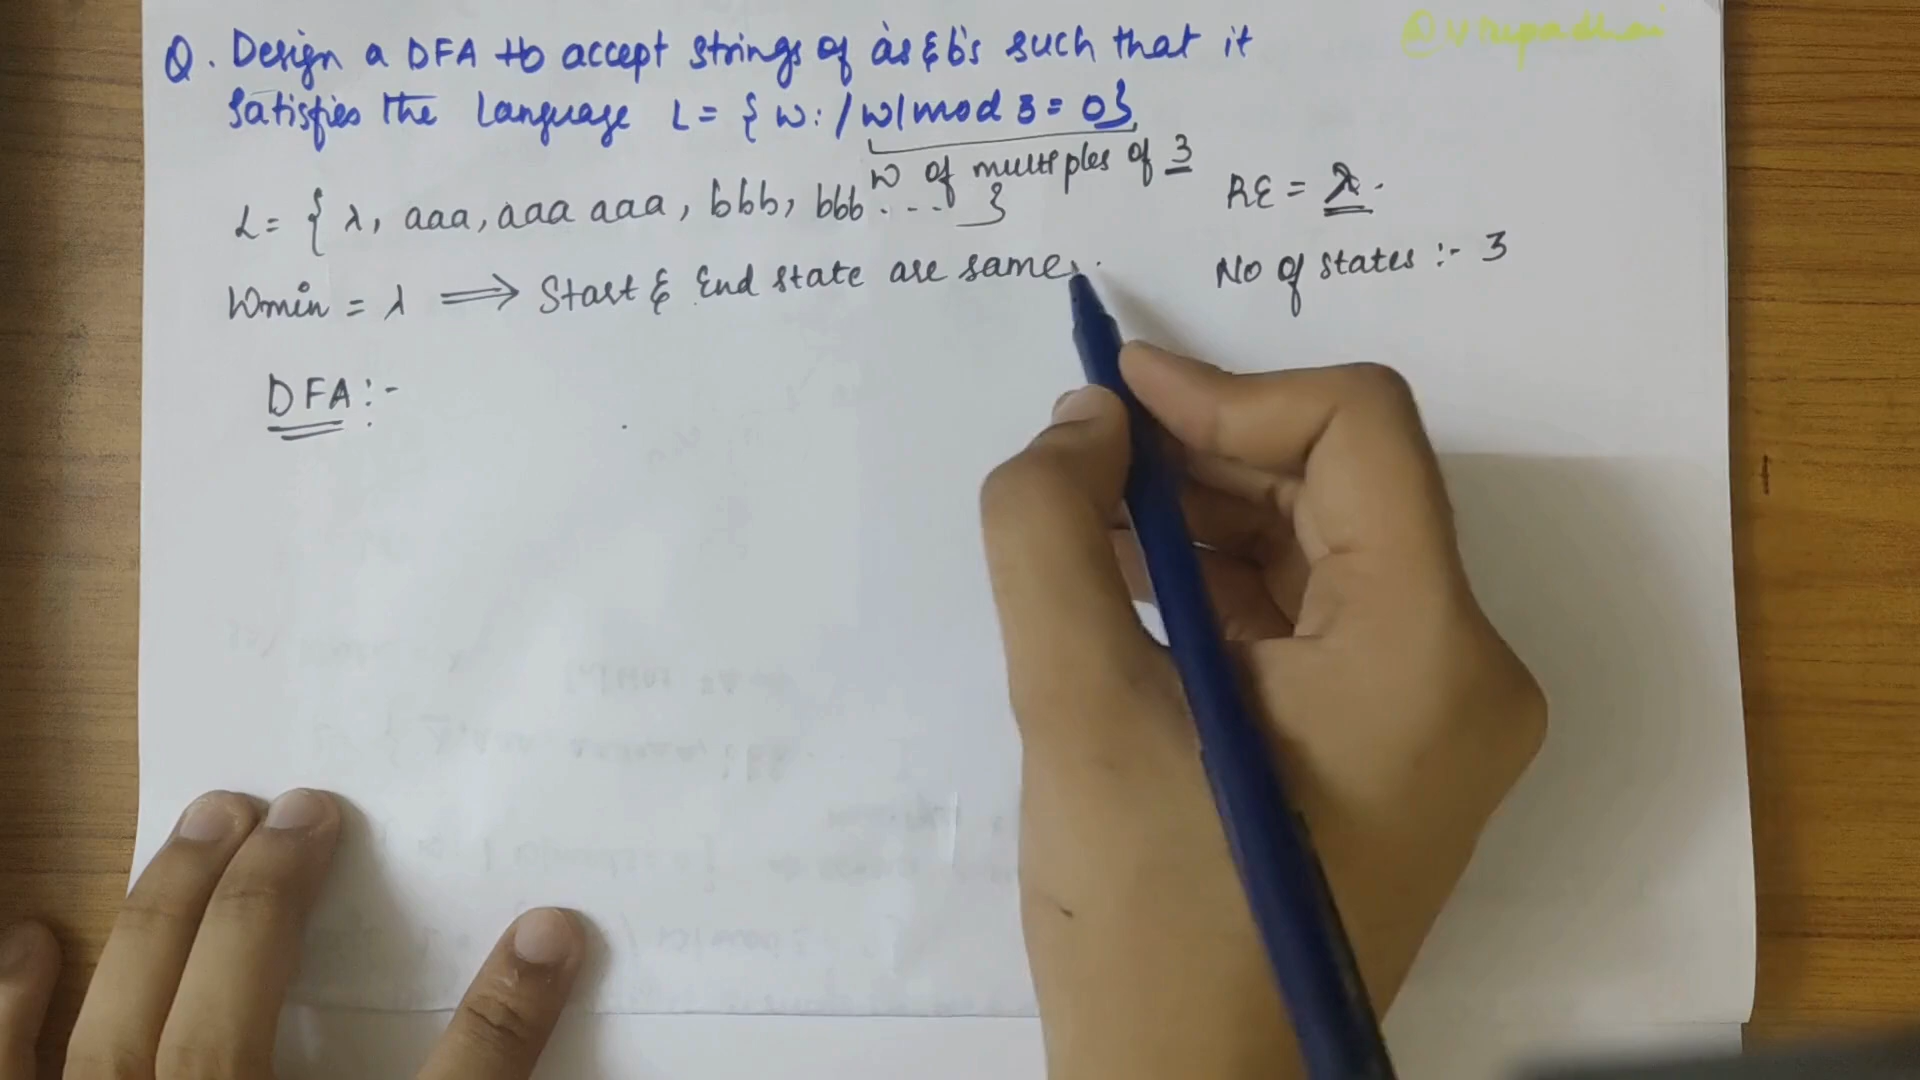 Q. Design a DFA to accept strings of a's & b's such that it
satisfies the Language L = { w : |w| mod 3 = 0}
w of multiples of 3
L = { λ, aaa, aaa aaa, bbb, bbb .... }
RE = λ.
Wmin = λ ⟹ Start & End state are same.
No of states :- 3
DFA :-